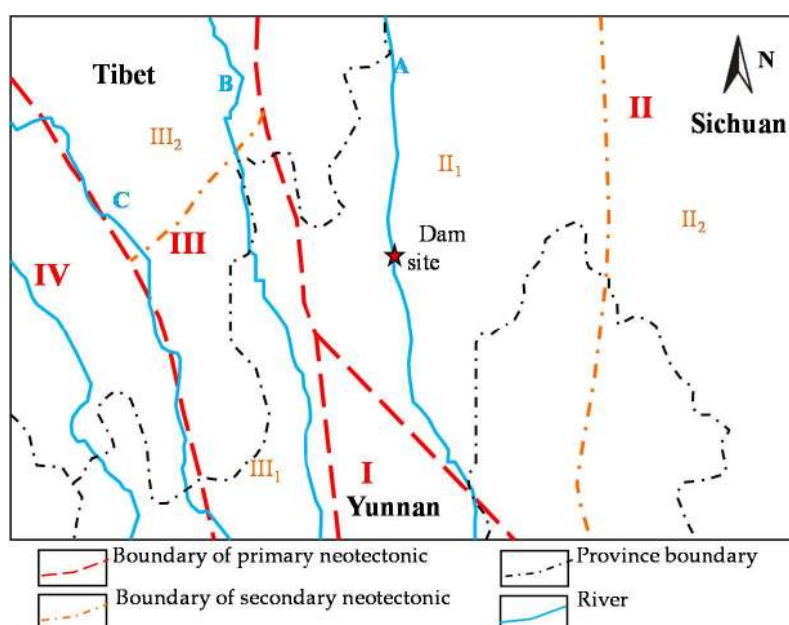 A
N
Tibet
B
II
Sichuan
III₂
II₁
C
II₂
III
Dam
site
IV
III₁
I
Yunnan
Boundary of primary neotectonic
Province boundary
Boundary of secondary neotectonic
River